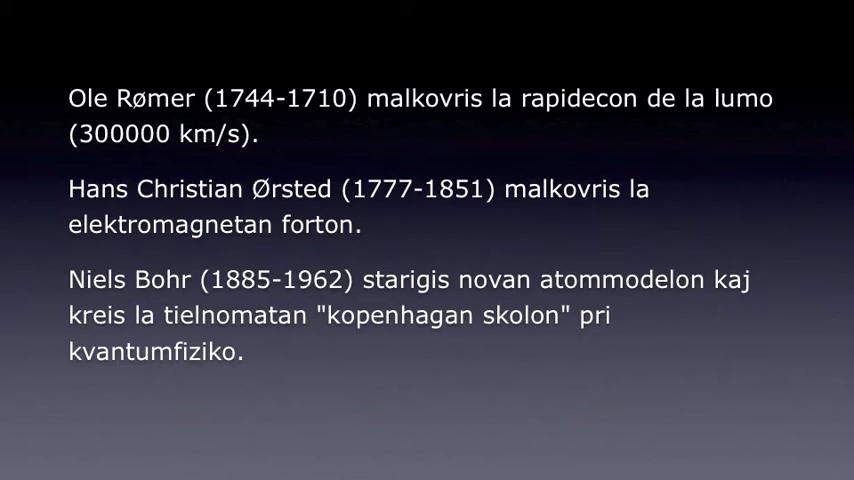 Ole Rømer (1744-1710) malkovris la rapidecon de la lumo
(300000 km/s).
Hans Christian Ørsted (1777-1851) malkovris la
elektromagnetan forton.
Niels Bohr (1885-1962) starigis novan atommodelon kaj
kreis la tielnomatan "kopenhagan skolon" pri
kvantumfiziko.